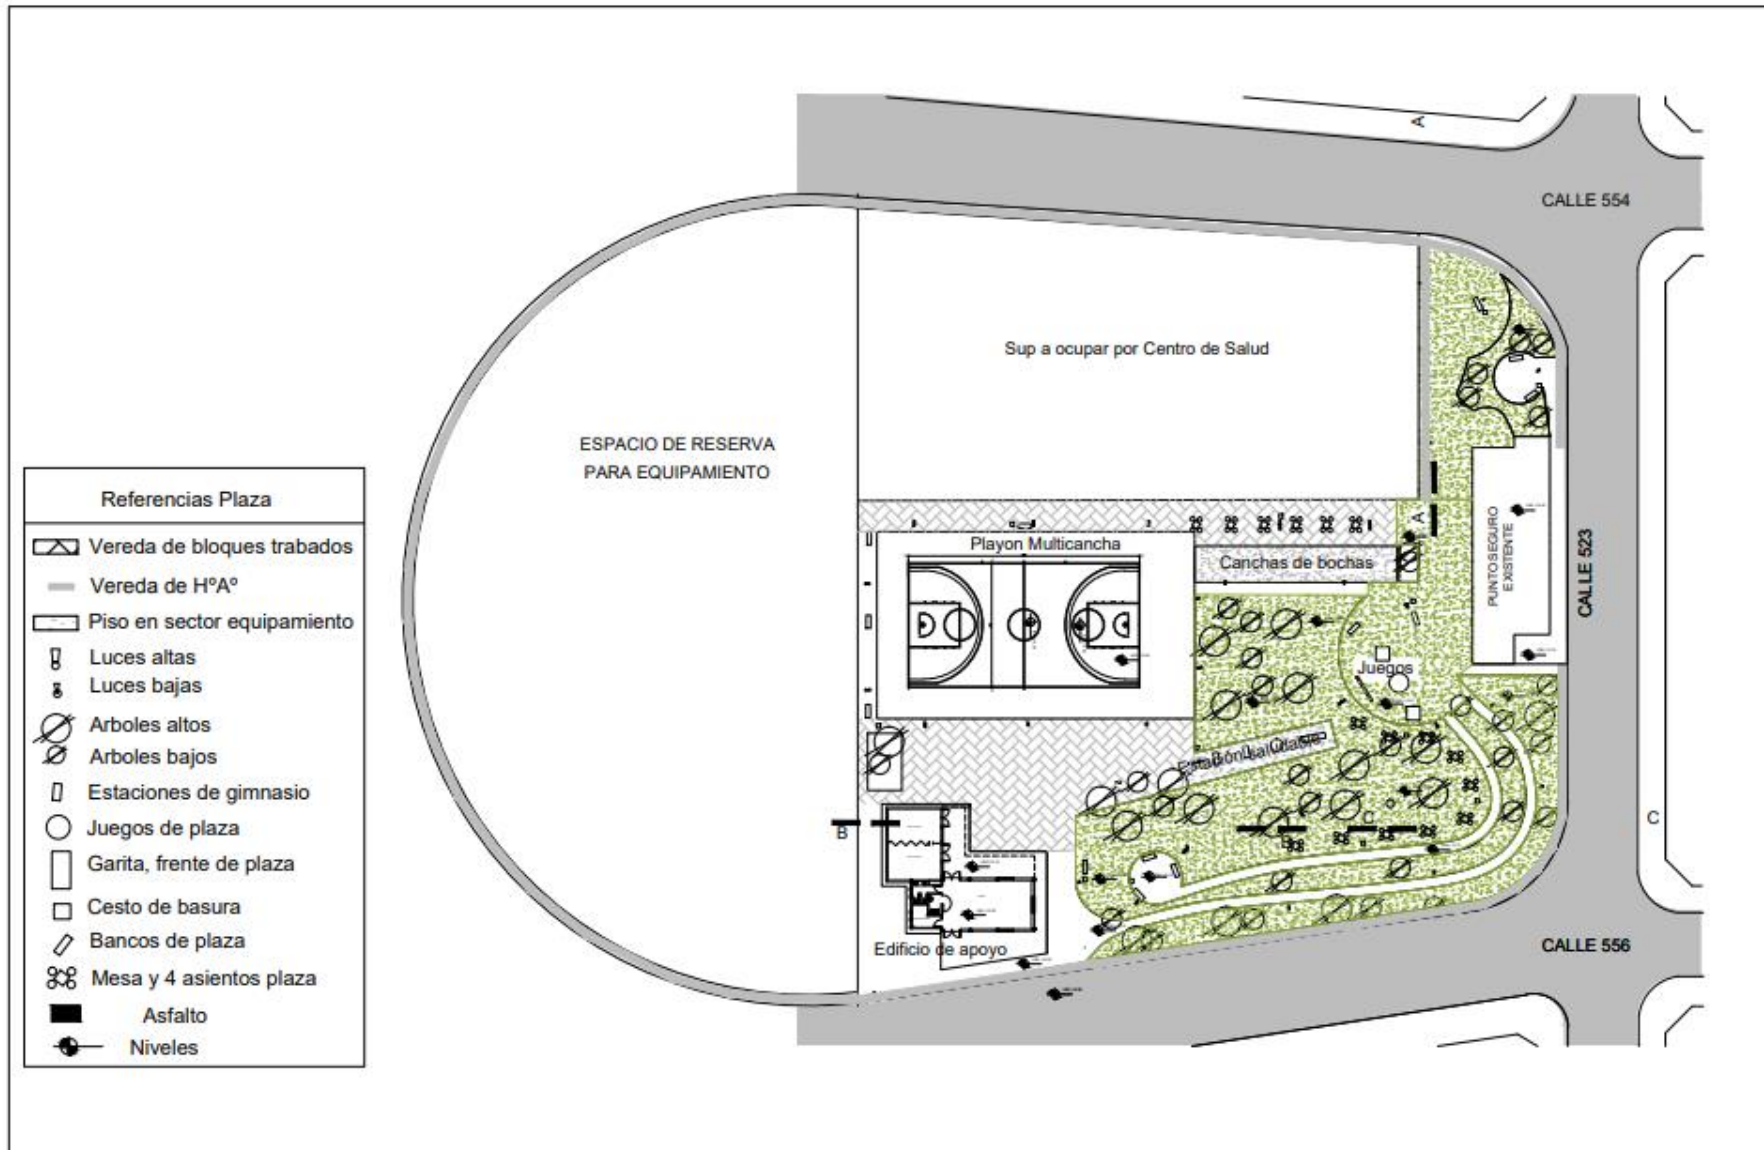 CALLE 554
A
Sup a ocupar por Centro de Salud
ESPACIO DE RESERVA
PARA EQUIPAMIENTO
Referencias Plaza
Vereda de bloques trabados
Vereda de HºAº
Piso en sector equipamiento
Luces altas
Luces bajas
Arboles altos
Arboles bajos
Estaciones de gimnasio
Juegos de plaza
Garita, frente de plaza
Cesto de basura
Bancos de plaza
Mesa y 4 asientos plaza
Asfalto
Niveles
A
PUNTO SEGURO
EXISTENTE
CALLE 523
Playon Multicancha
Canchas de bochas
Juegos
Estación saludable
B
C
C
Edificio de apoyo
CALLE 556